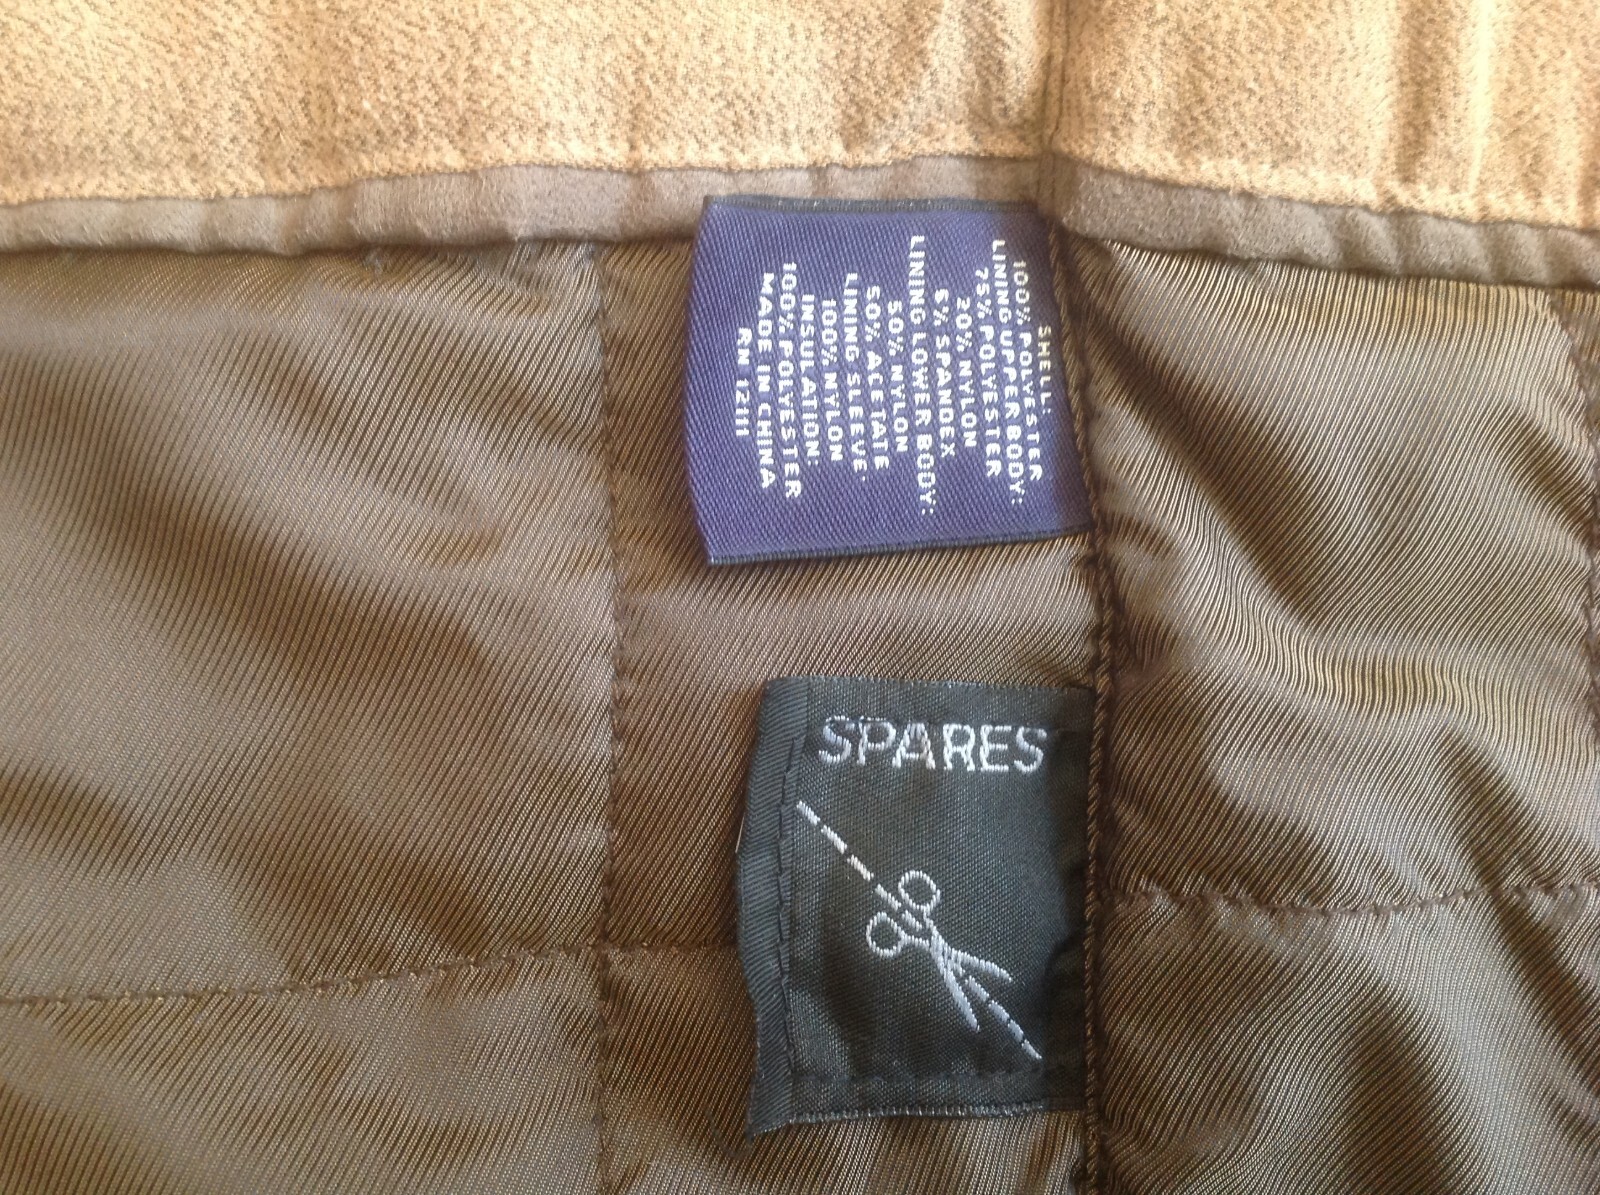 SHELL:
100% POLYESTER
LINING UPPER BODY:
75% POLYESTER
20% NYLON
5% SPANDEX
LINING LOWER BODY:
50% NYLON
50% ACETATE
LINING SLEEVE:
100% NYLON
INSULATION:
100% POLYESTER
MADE IN CHINA
RN 12111
SPARES